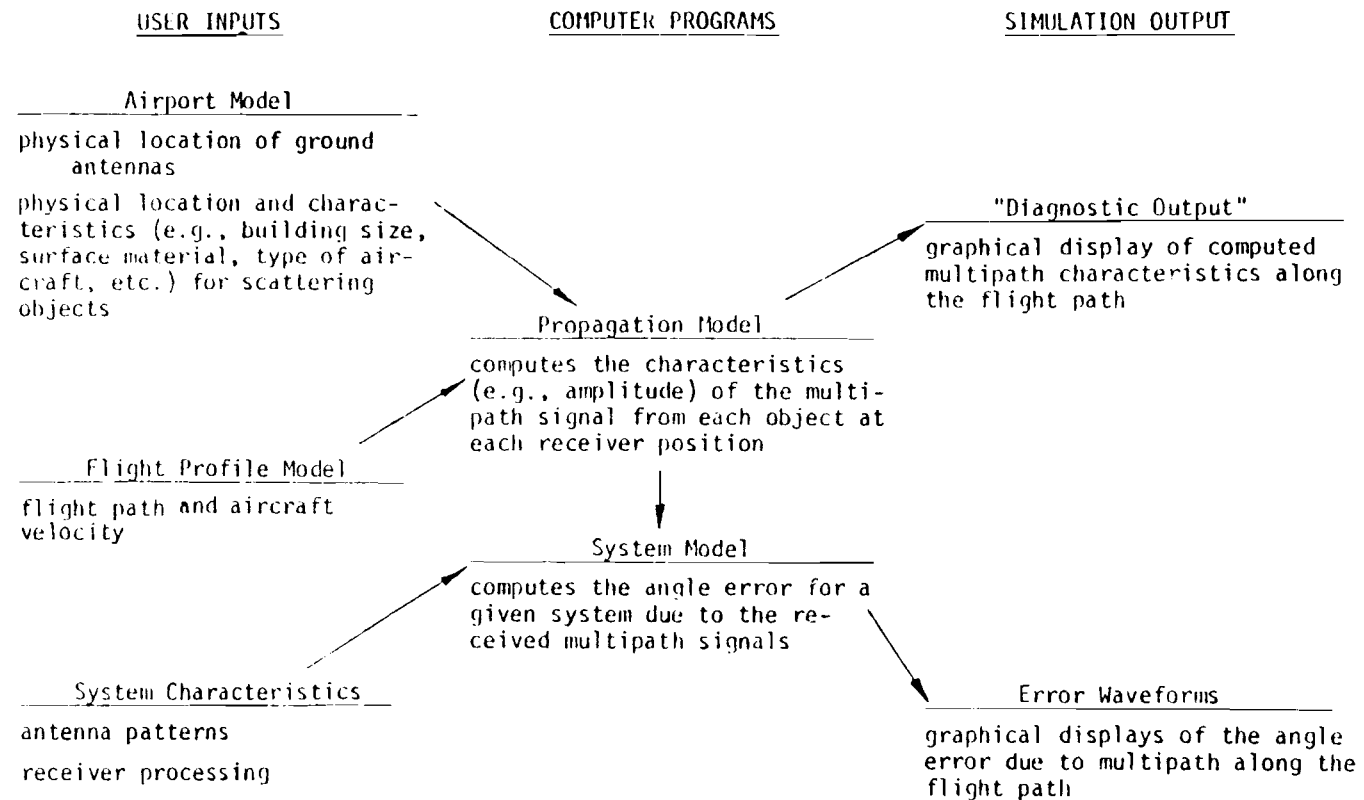 USER INPUTS
COMPUTER PROGRAMS
SIMULATION OUTPUT
Airport Model
physical location of ground
antennas
physical location and charac-
teristics (e.g., building size,
surface material, type of air-
craft, etc.) for scattering
objects
Flight Profile Model
flight path and aircraft
velocity
System Characteristics
antenna patterns
receiver processing
Propagation Model
computes the characteristics
(e.g., amplitude) of the multi-
path signal from each object at
each receiver position
System Model
computes the angle error for a
given system due to the re-
ceived multipath signals
"Diagnostic Output"
graphical display of computed
multipath characteristics along
the flight path
Error Waveforms
graphical displays of the angle
error due to multipath along the
flight path